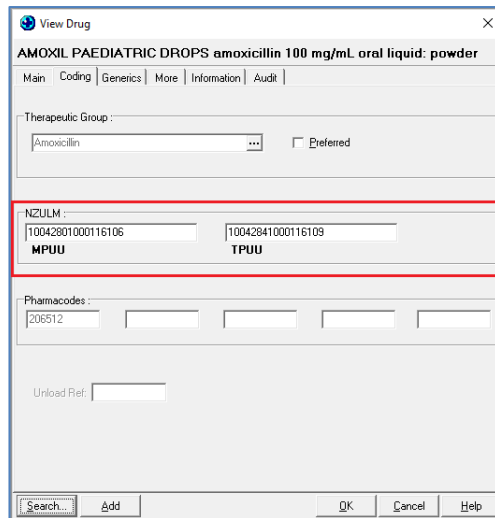 View Drug
AMOXIL PAEDIATRIC DROPS amoxicillin 100 mg/mL oral liquid: powder
Main Coding Generics More Information Audit
Therapeutic Group :
Amoxicillin ... Preferred
NZULM :
10042801000116106 10042841000116109
MPUU TPUU
Pharmacodes :
206512
Unload Ref:
Search... Add OK Cancel Help